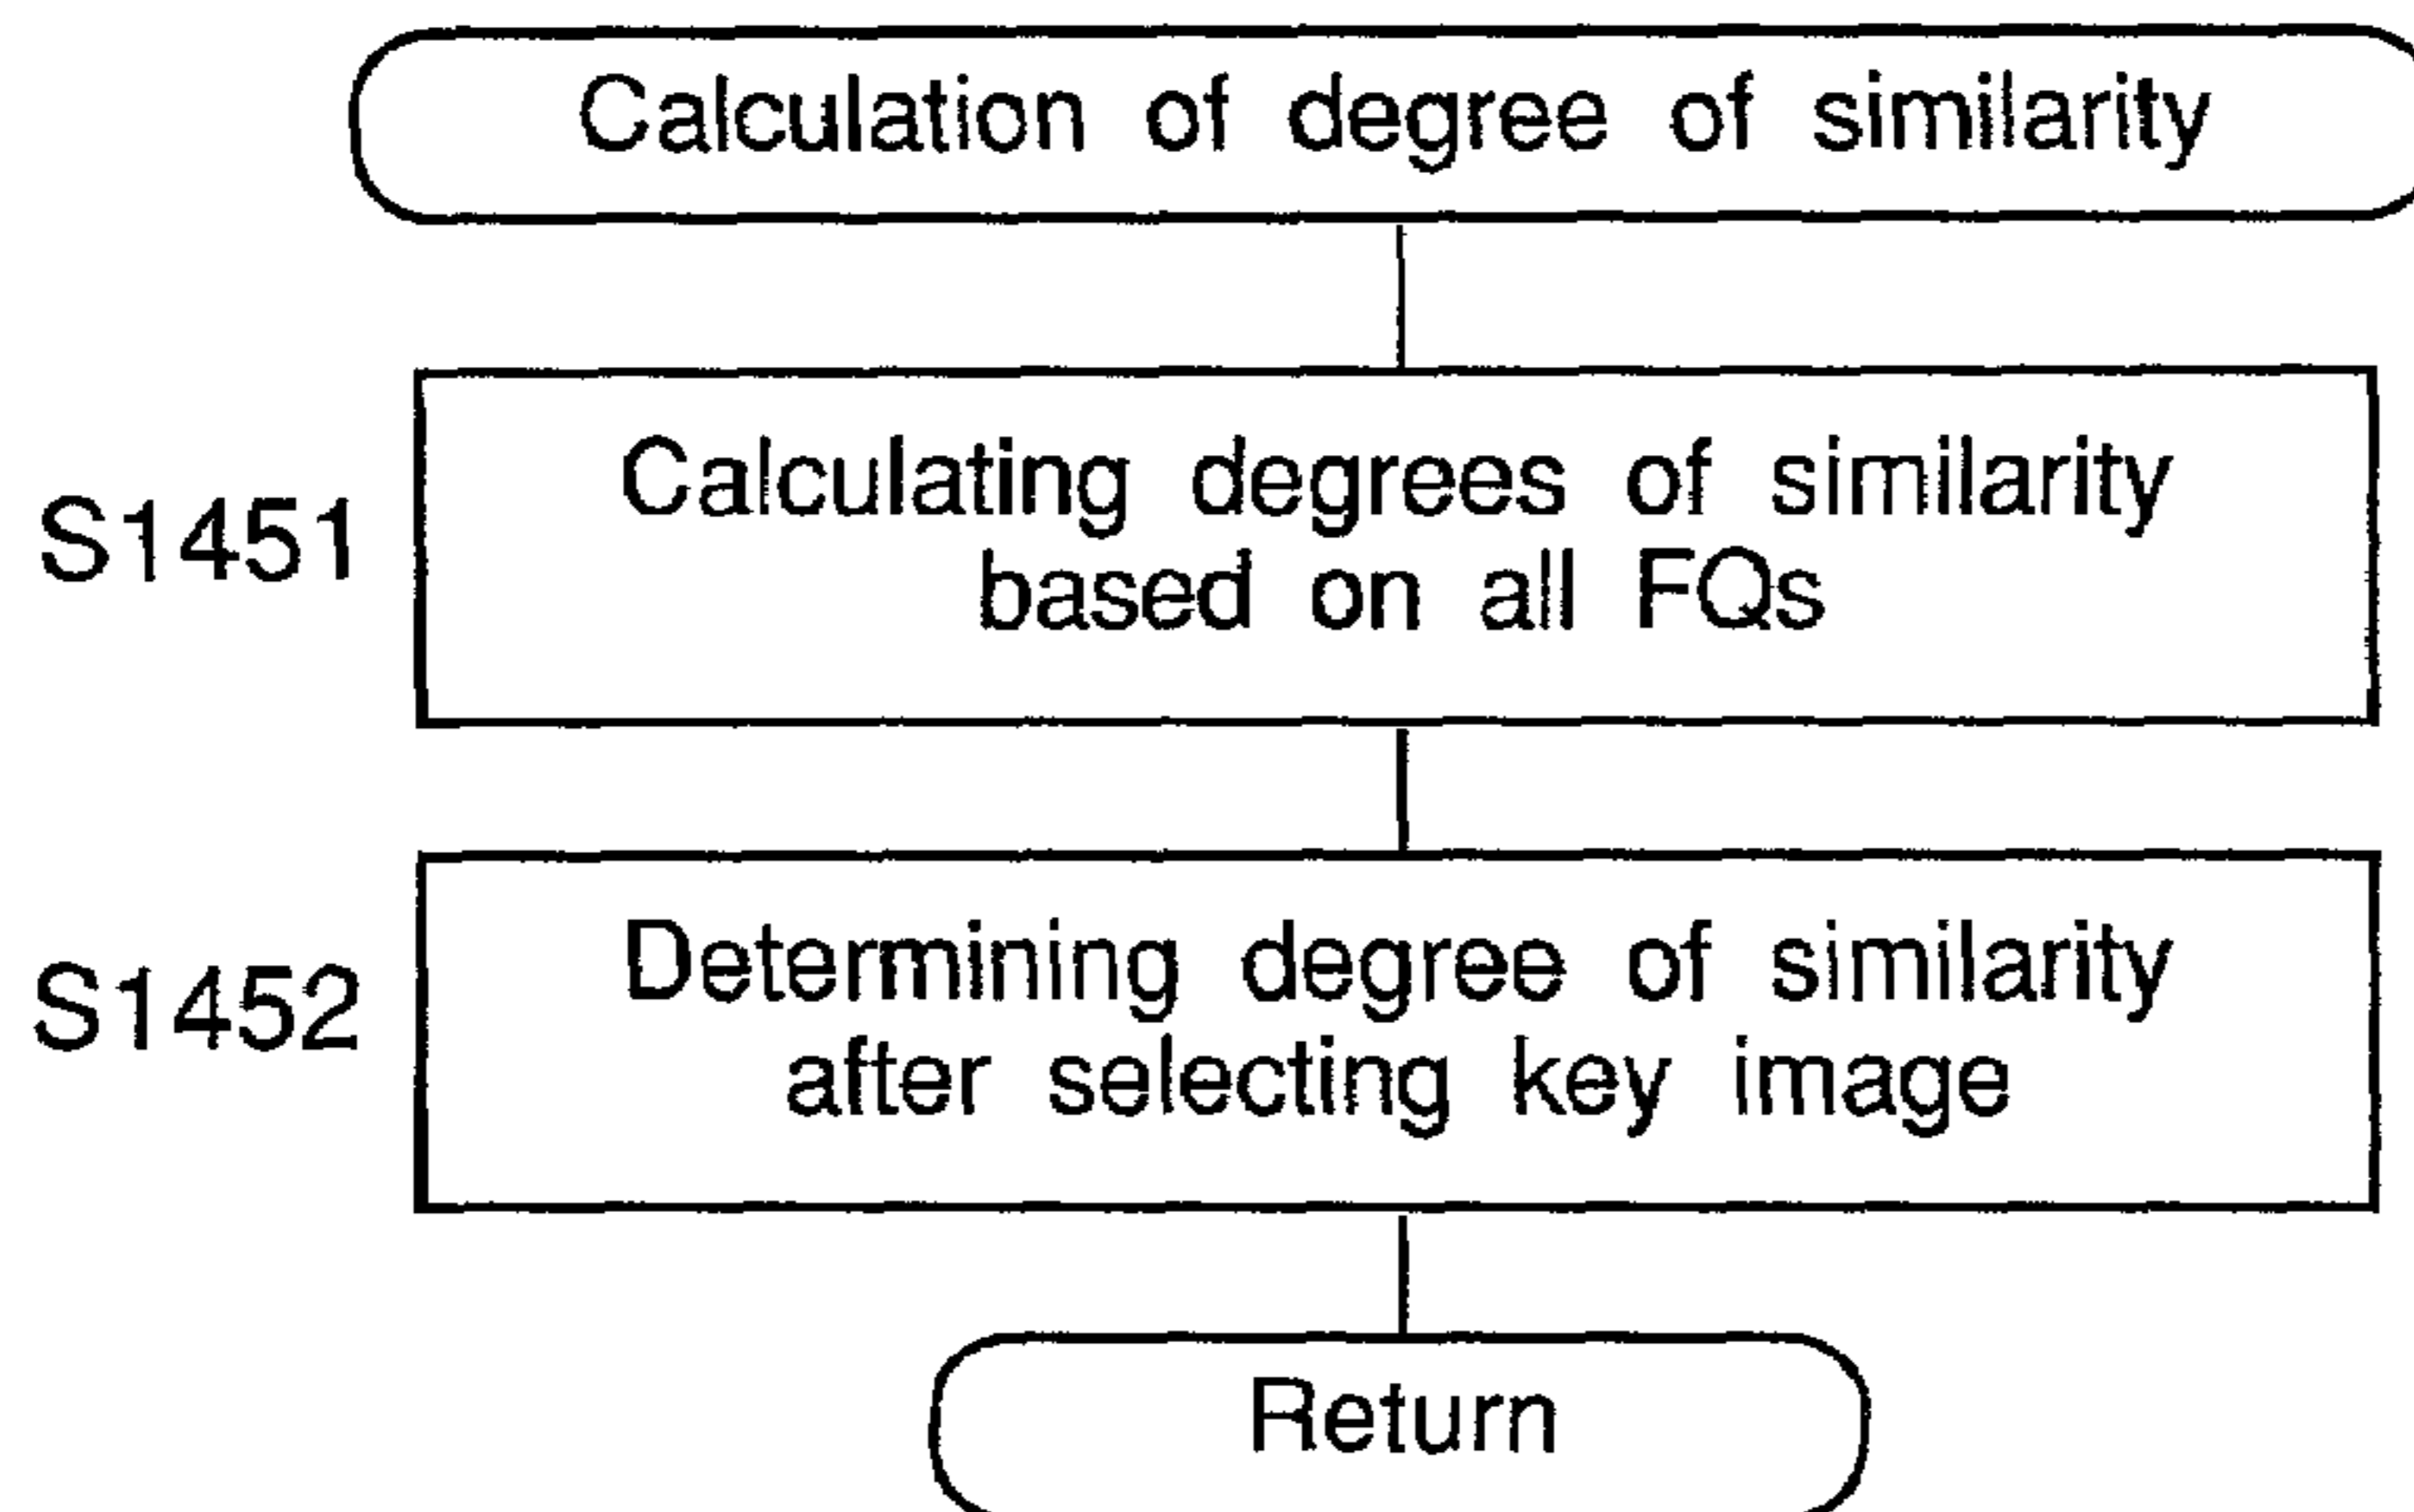 Calculation of degree of similarity
S1451
Calculating degrees of similarity
based on all FQs
S1452
Determining degree of similarity
after selecting key image
Return